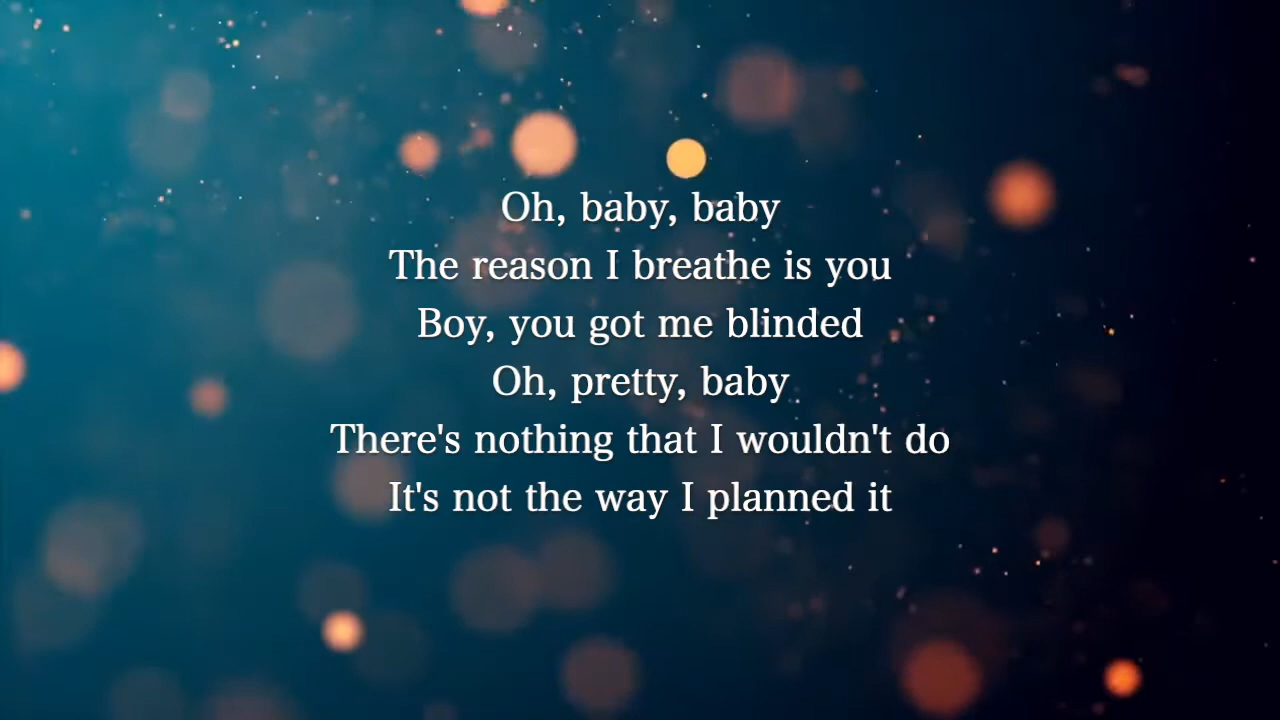 Oh, baby, baby
The reason I breathe is you
Boy, you got me blinded
Oh, pretty, baby
There's nothing that I wouldn't do
It's not the way I planned it